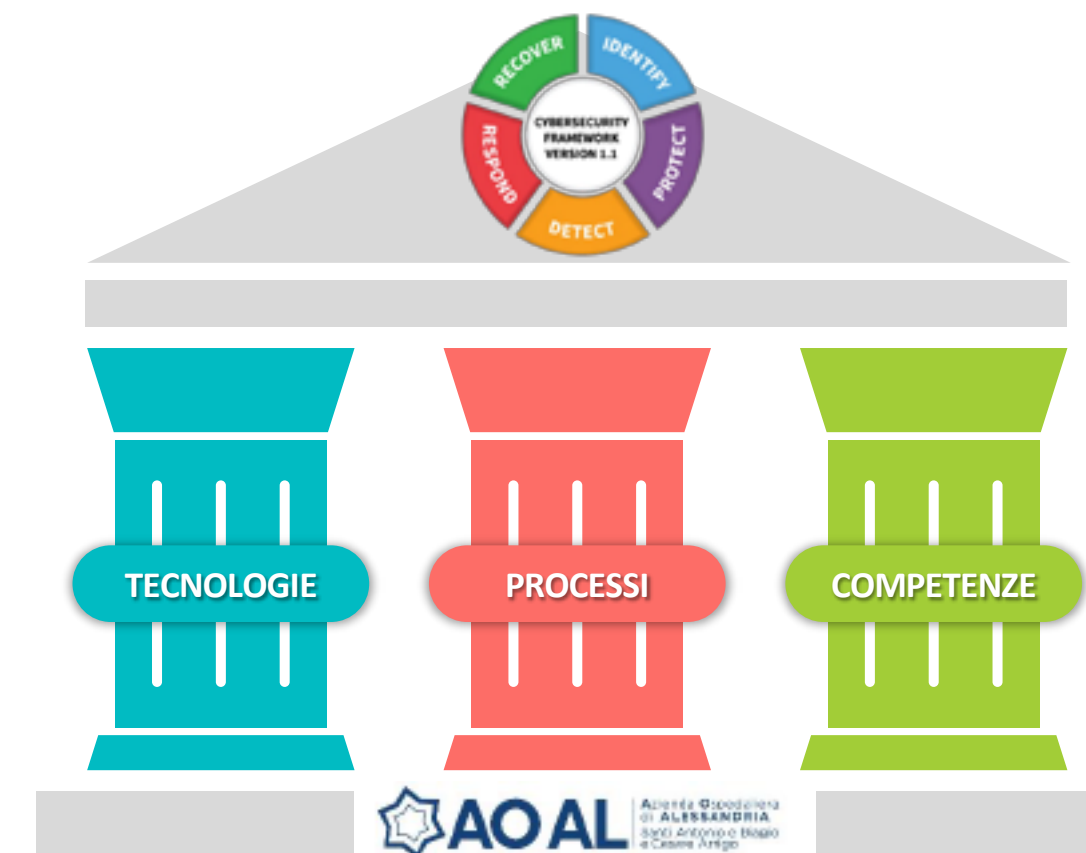 RECOVER
IDENTIFY
PROTECT
DETECT
RESPOND
CYBERSECURITY
FRAMEWORK
VERSION 1.1
TECNOLOGIE
PROCESSI
COMPETENZE
AO AL
Azienda Ospedaliera
di ALESSANDRIA
Santi Antonio e Biagio
e Cesare Arrigo